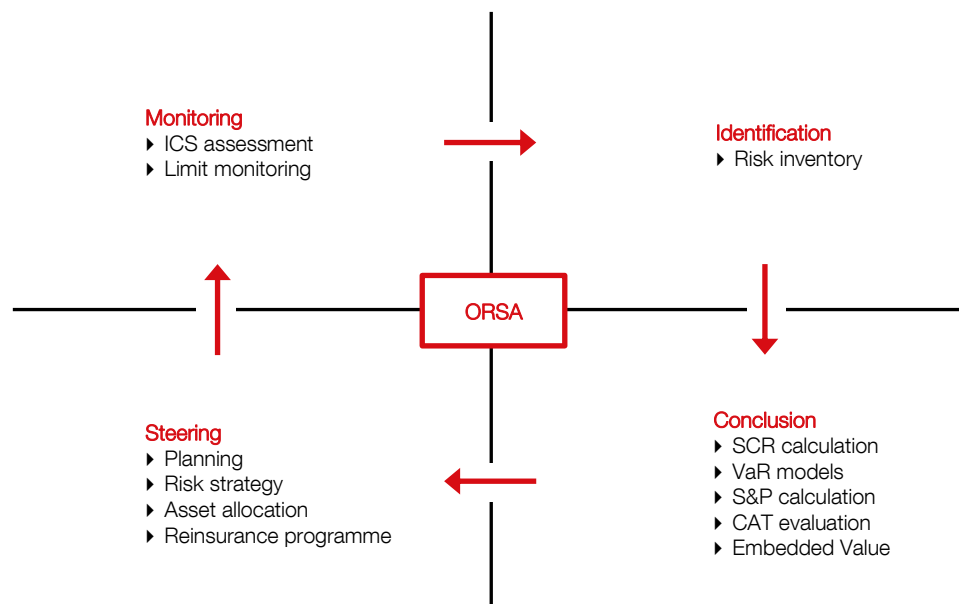 Monitoring
ICS assessment
Limit monitoring
Identification
Risk inventory
ORSA
Steering
Planning
Risk strategy
Asset allocation
Reinsurance programme
Conclusion
SCR calculation
VaR models
S&P calculation
CAT evaluation
Embedded Value